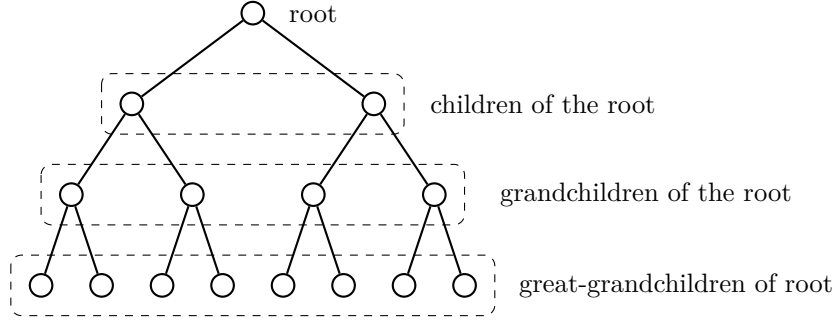 root
children of the root
grandchildren of the root
great-grandchildren of root